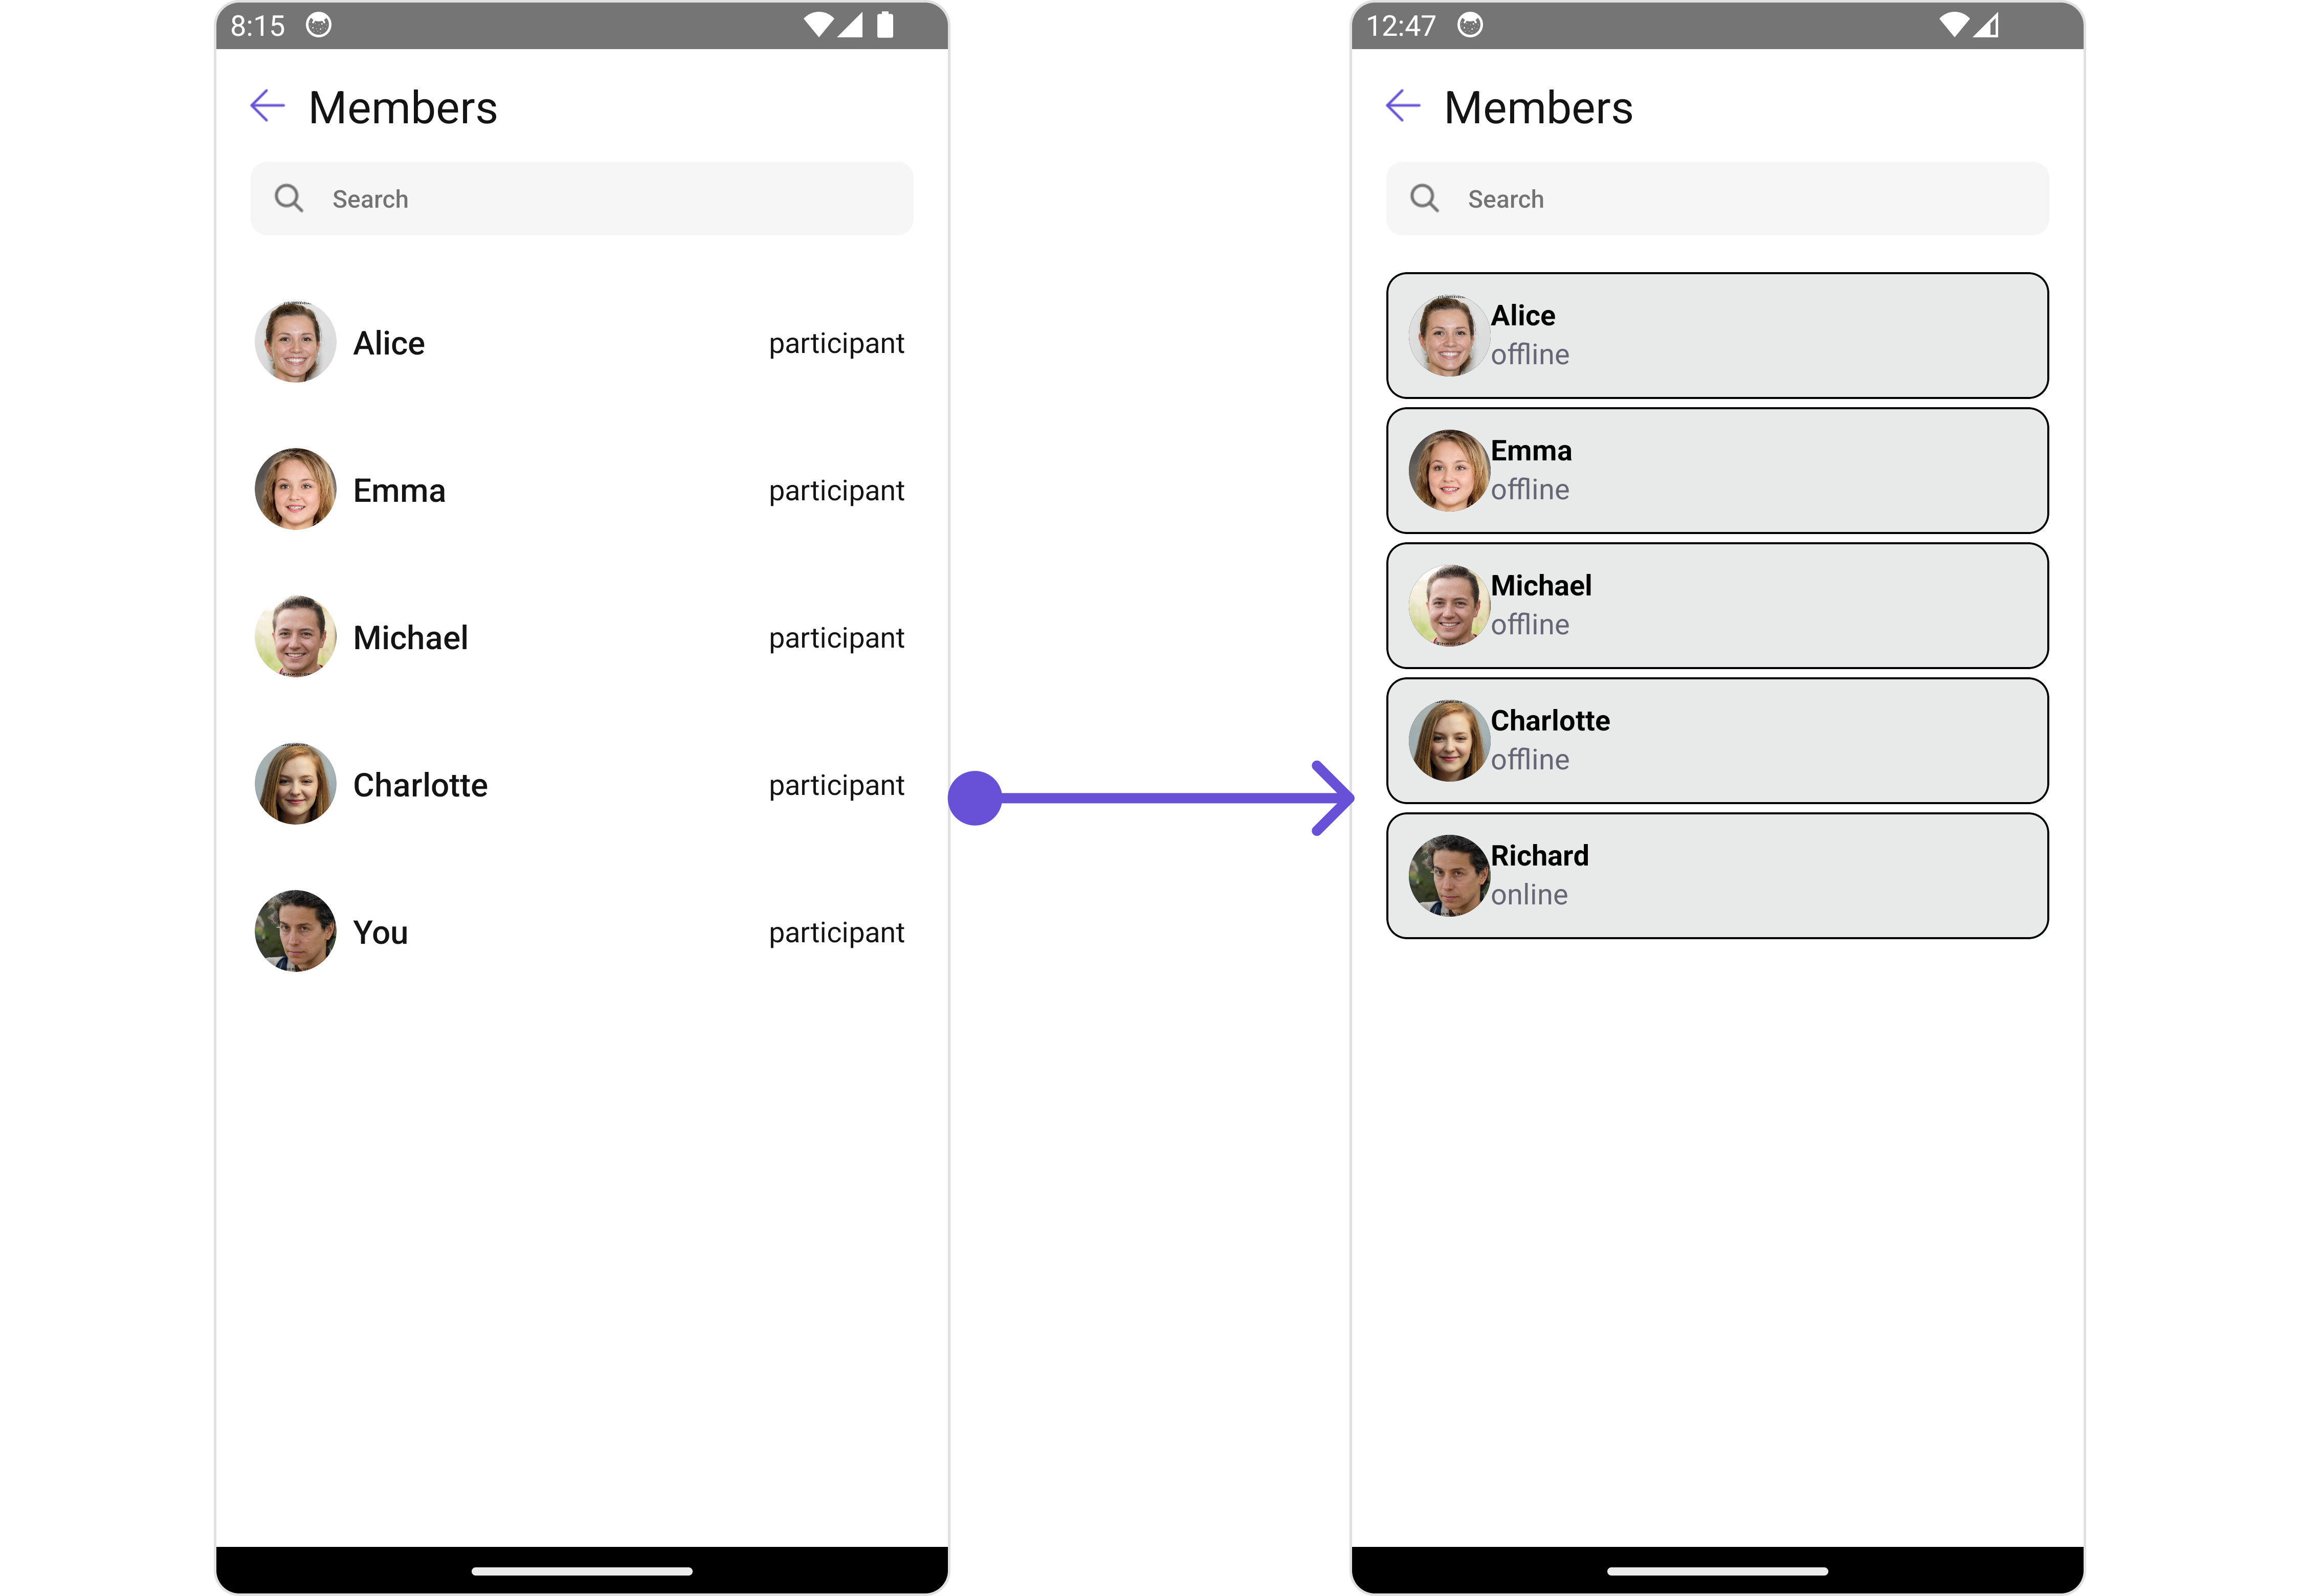 8:15
Members
Search
Alice participant
Emma participant
Michael participant
Charlotte participant
You participant
12:47
Members
Search
Alice
offline
Emma
offline
Michael
offline
Charlotte
offline
Richard
online